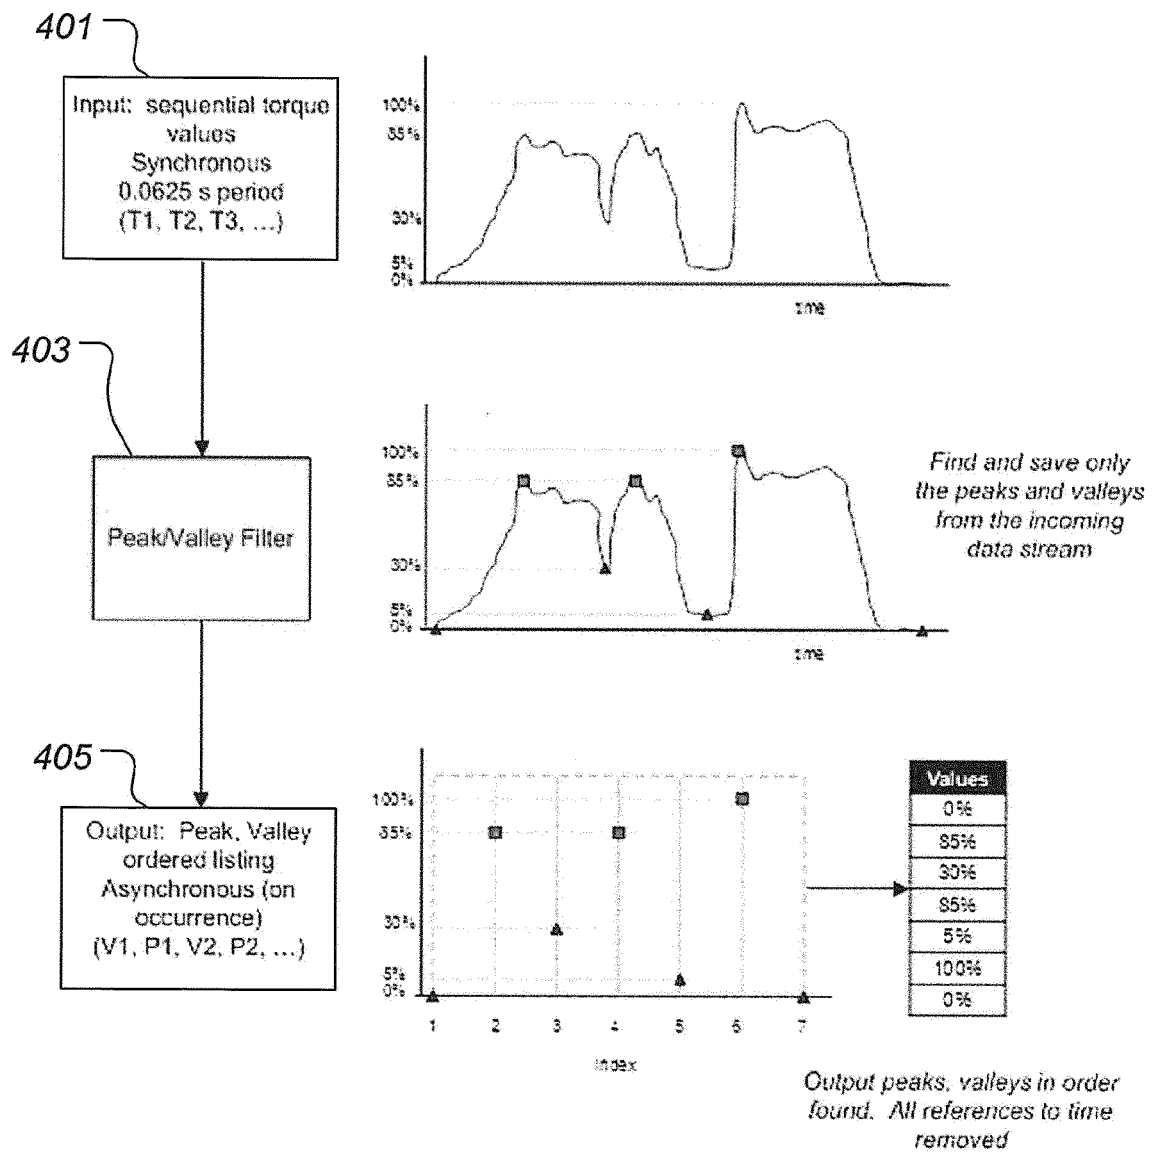 401
Input: sequential torque
values
Synchronous
0.0625 s period
(T1, T2, T3, ...)
100%
85%
30%
5%
0%
time
403
Peak/Valley Filter
100%
85%
30%
5%
0%
time
Find and save only
the peaks and valleys
from the incoming
data stream
405
Output: Peak, Valley
ordered listing
Asynchronous (on
occurrence)
(V1, P1, V2, P2, ...)
100%
85%
30%
5%
0%
1 2 3 4 5 6 7
Index
Values
0%
85%
30%
85%
5%
100%
0%
Output peaks, valleys in order
found. All references to time
removed